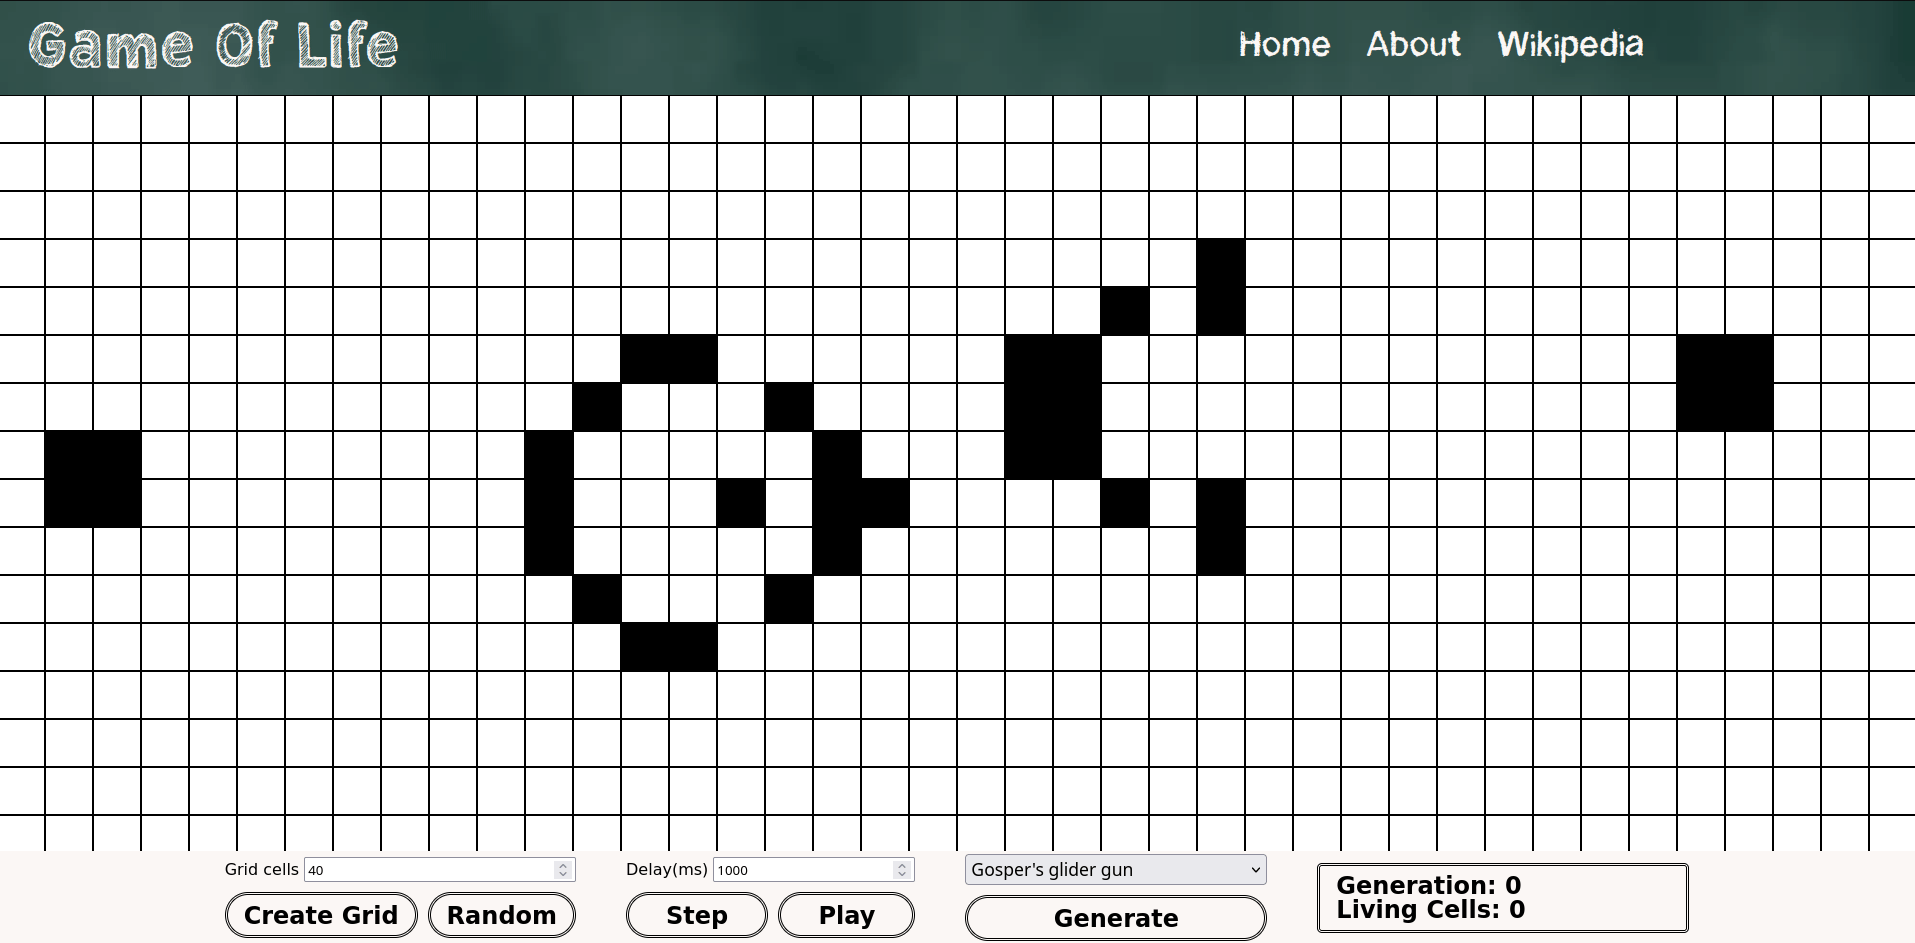 Game Of Life
Home About Wikipedia
Grid cells 40
Delay(ms) 1000
Gosper's glider gun
Create Grid
Random
Step
Play
Generate
Generation: 0
Living Cells: 0